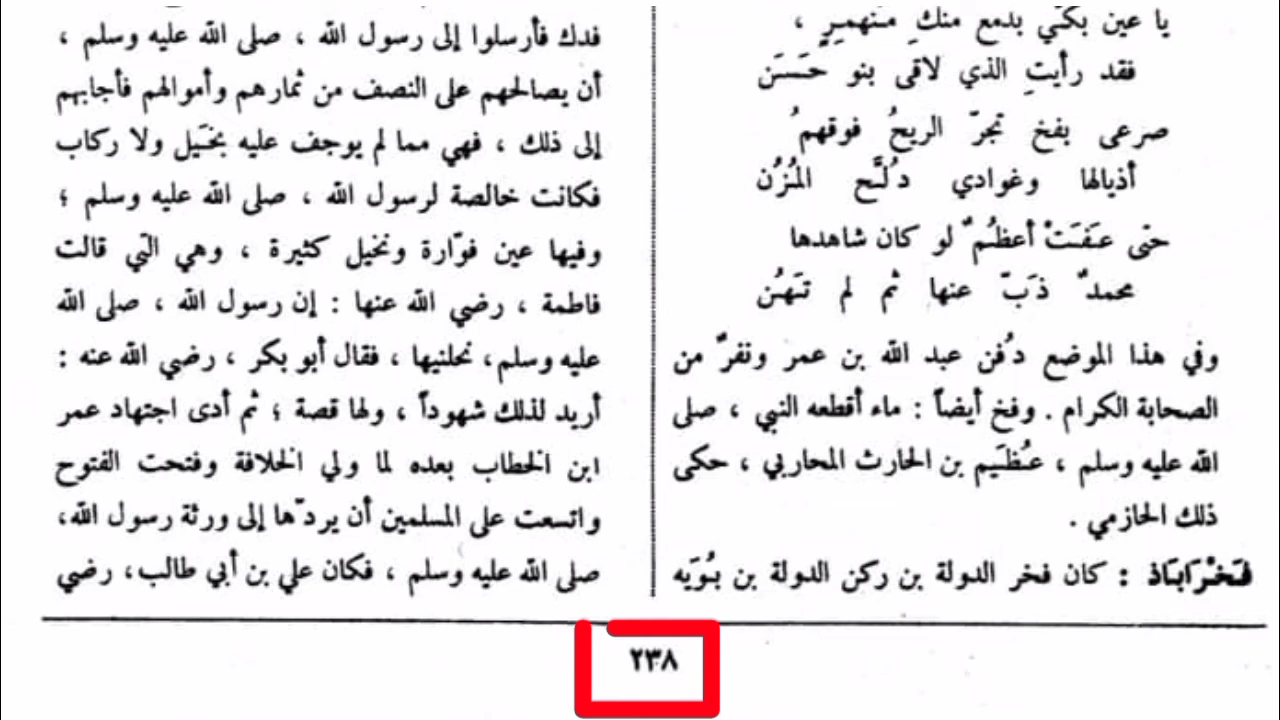 يا عين بكّي بدمع منكِ منهمِرٍ ،
فقد رأيتِ الذي لاقى بنو حَسَن
صرعى بفخ تجرّ الريحُ فوقهمُ
أذيالها وغوادي دُلَّح المُزُن
حتى عَفَتْ أعظُمٌ لو كان شاهدها
محمدٌ ذَبّ عنها ثم لم تَهُن
وفي هذا الموضع دُفن عبد الله بن عمر ونفرٌ من
الصحابة الكرام . وفخ أيضاً : ماء أقطعه النبي ، صلى
الله عليه وسلم ، عُظَيم بن الحارث المحاربي ، حكى
ذلك الحازمي .
فَخْرَابَاذ : كان فخر الدولة بن ركن الدولة بن بُوَيه
فدك فأرسلوا إلى رسول الله ، صلى الله عليه وسلم ،
أن يصالحهم على النصف من ثمارهم وأموالهم فأجابهم
إلى ذلك ، فهي مما لم يوجف عليه بخَيل ولا ركاب
فكانت خالصة لرسول الله ، صلى الله عليه وسلم ؛
وفيها عين فوّارة ونخيل كثيرة ، وهي التي قالت
فاطمة ، رضي الله عنها : إن رسول الله ، صلى الله
عليه وسلم، نحلنيها ، فقال أبو بكر ، رضي الله عنه :
أريد لذلك شهوداً ، ولها قصة ؛ ثم أدى اجتهاد عمر
ابن الخطاب بعده لما ولي الخلافة وفتحت الفتوح
واتسعت على المسلمين أن يردّها إلى ورثة رسول الله،
صلى الله عليه وسلم ، فكان علي بن أبي طالب، رضي
٢٣٨